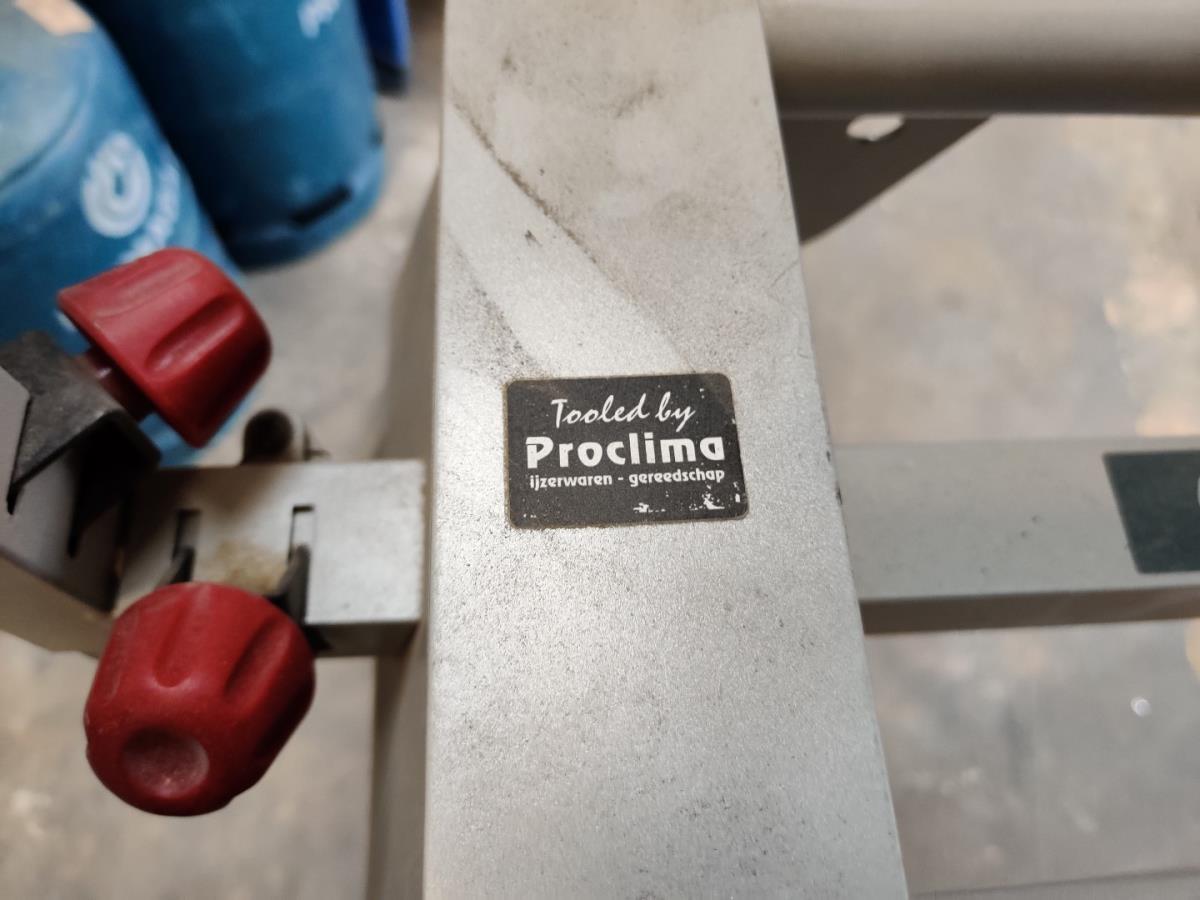 Tooled by
Proclima
ijzerwaren - gereedschap